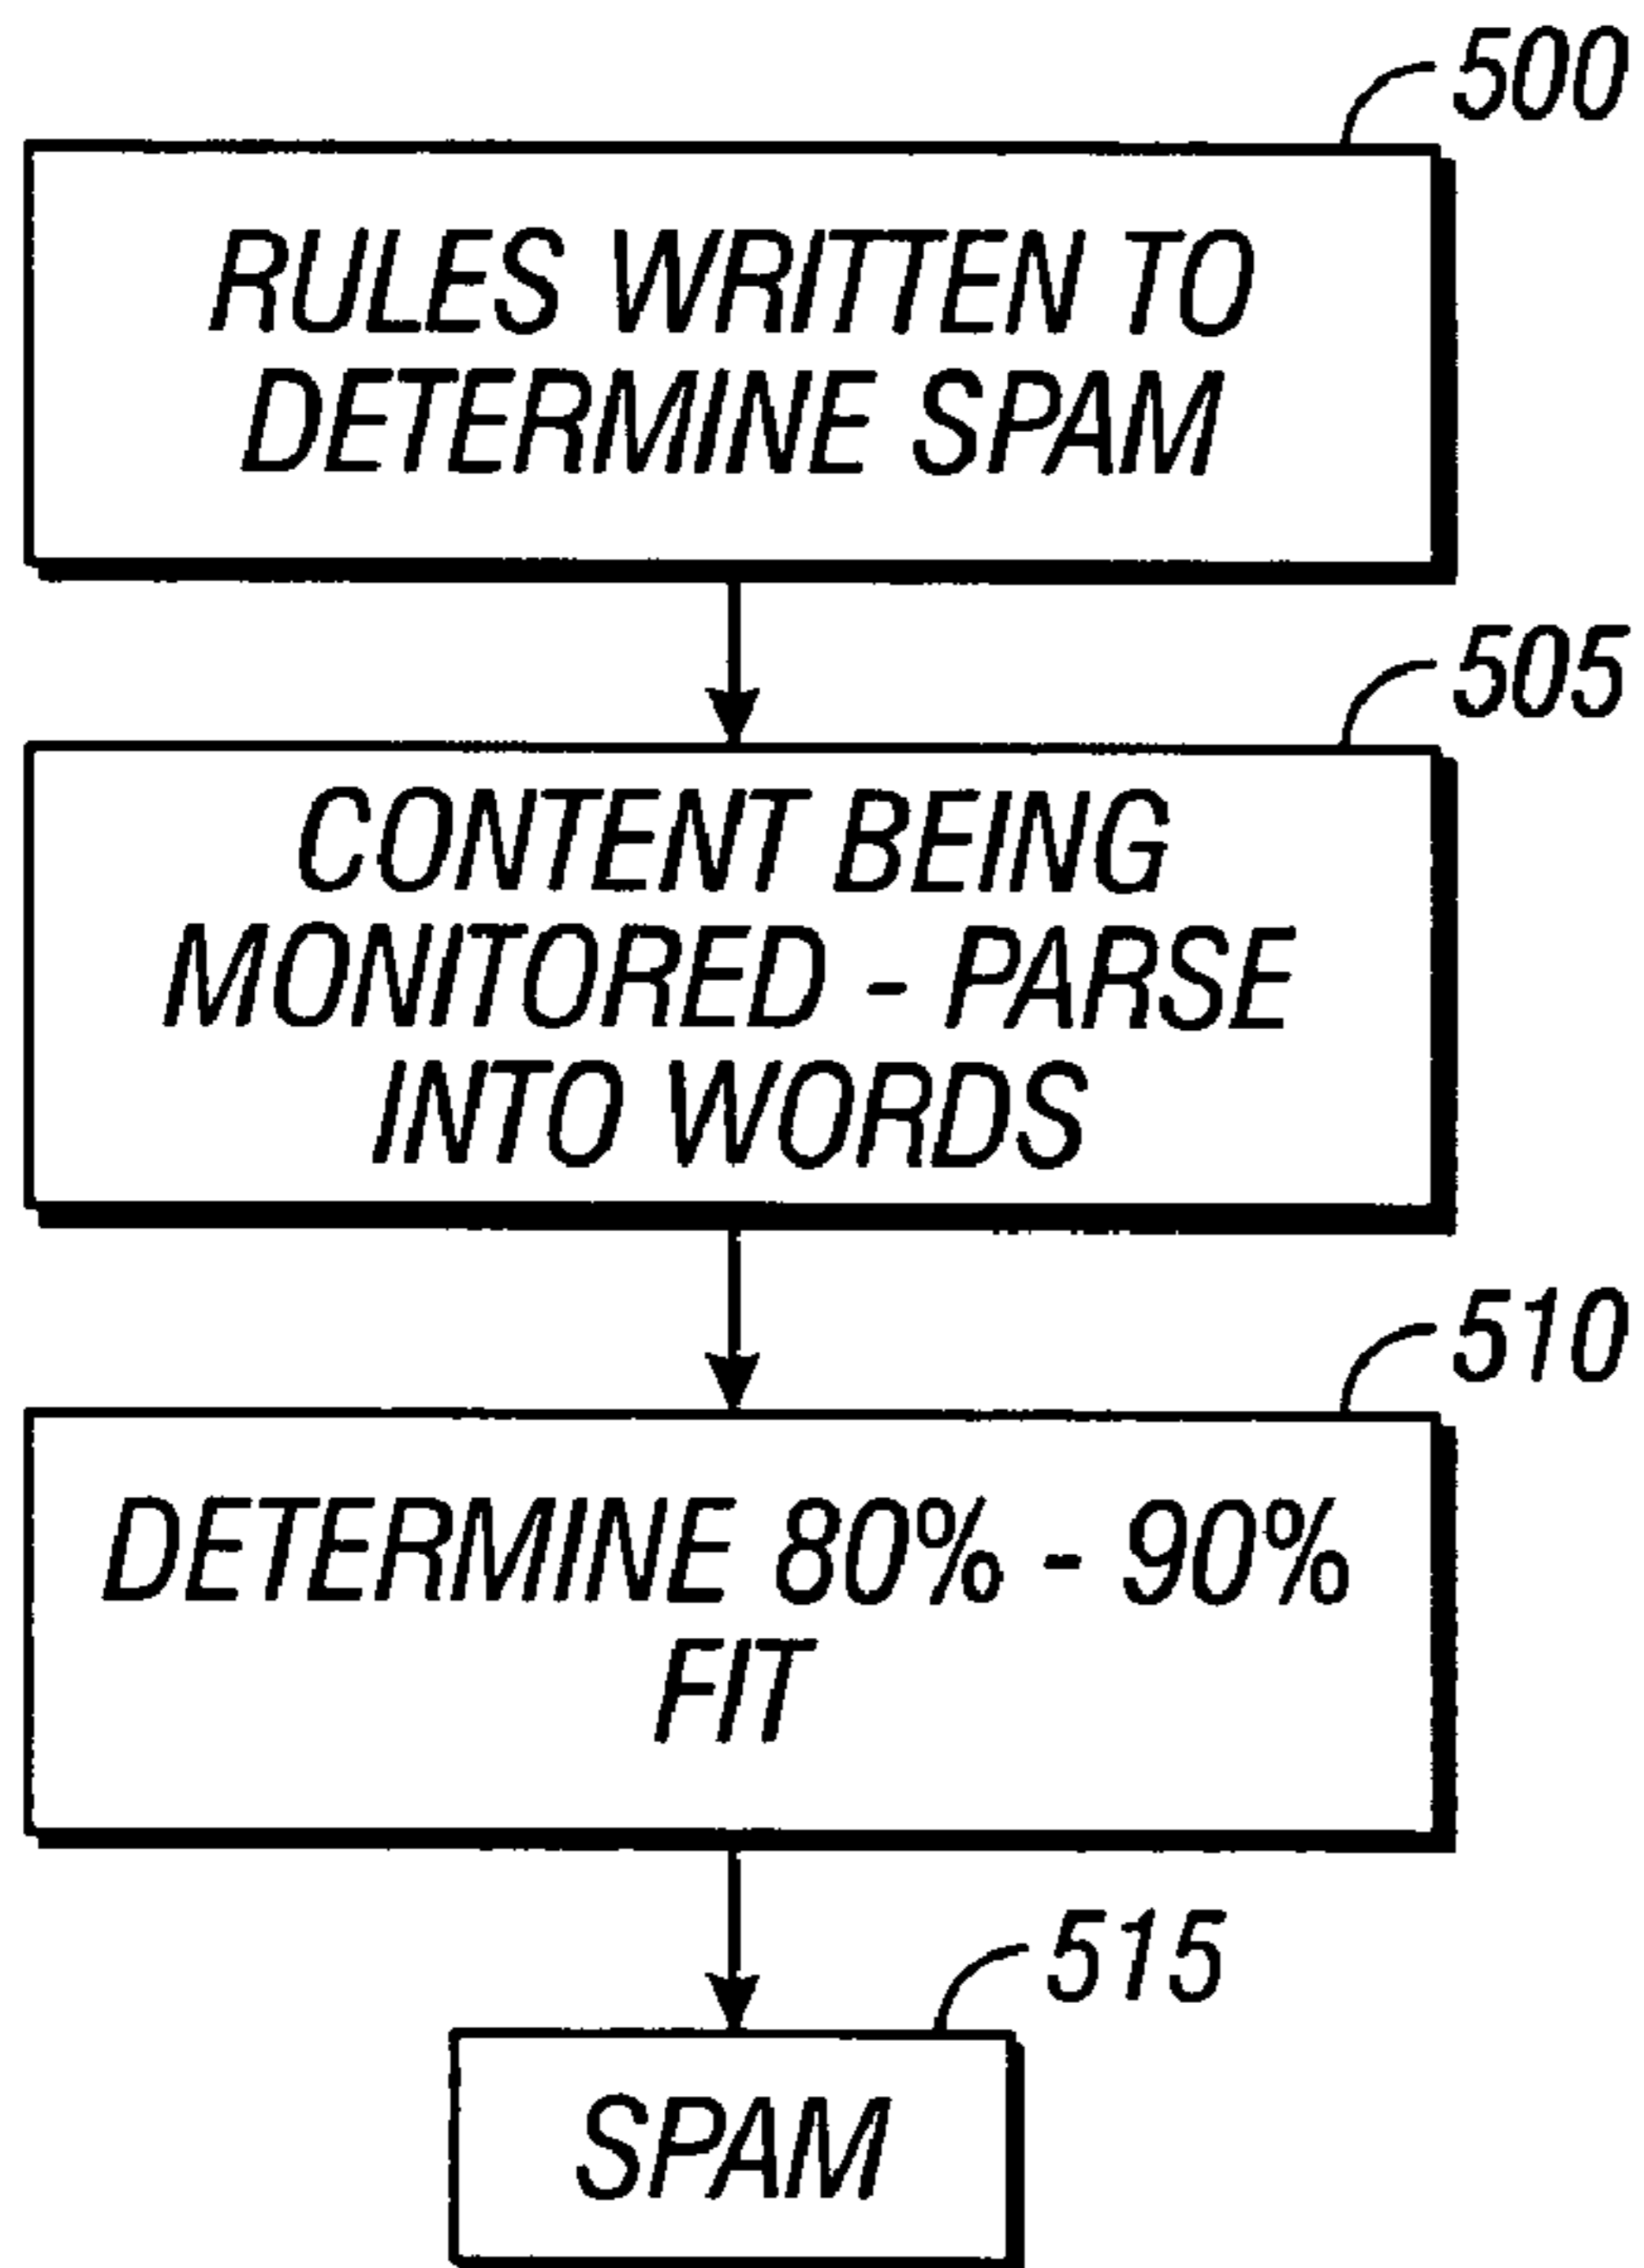 500
RULES WRITTEN TO
DETERMINE SPAM
505
CONTENT BEING
MONITORED - PARSE
INTO WORDS
510
DETERMINE 80% - 90%
FIT
515
SPAM